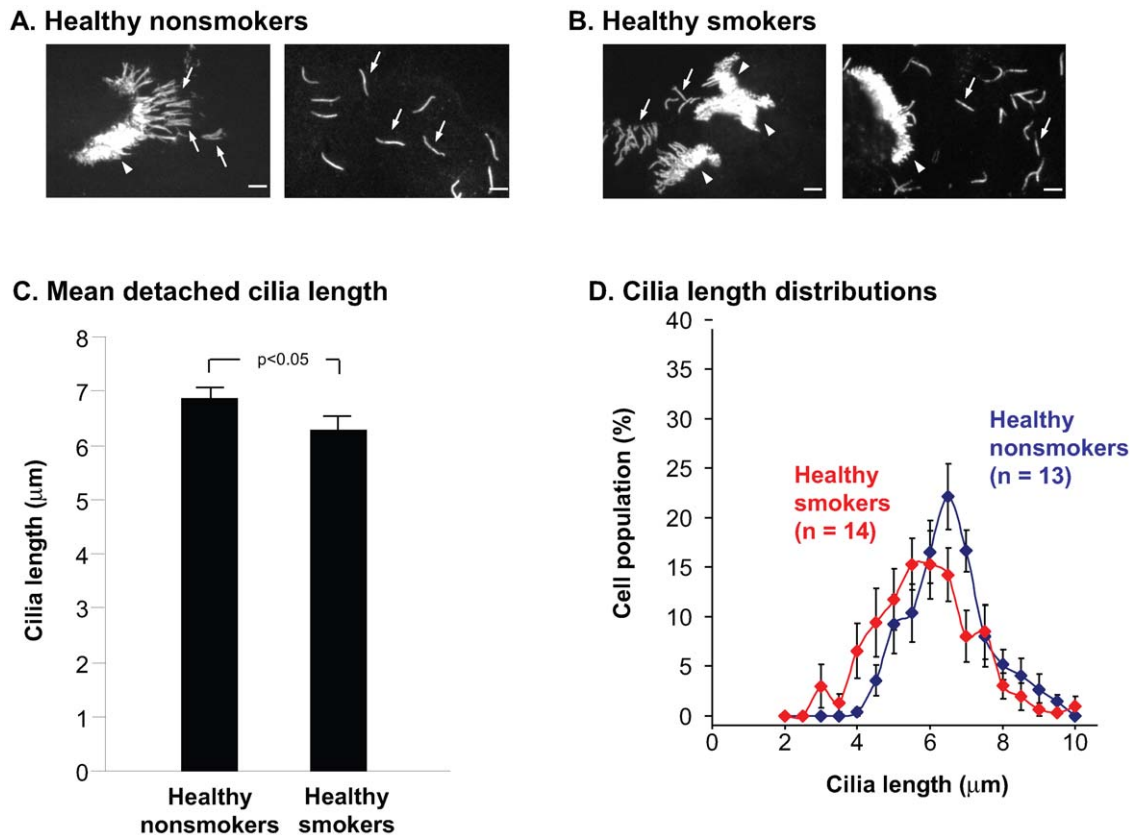 A. Healthy nonsmokers
B. Healthy smokers
C. Mean detached cilia length
8
7
6
5
4
3
2
1
0
Cilia length (μm)
p<0.05
Healthy
nonsmokers
Healthy
smokers
D. Cilia length distributions
40
35
30
25
20
15
10
5
0
Cell population (%)
Healthy
smokers
(n = 14)
Healthy
nonsmokers
(n = 13)
0 2 4 6 8 10
Cilia length (μm)